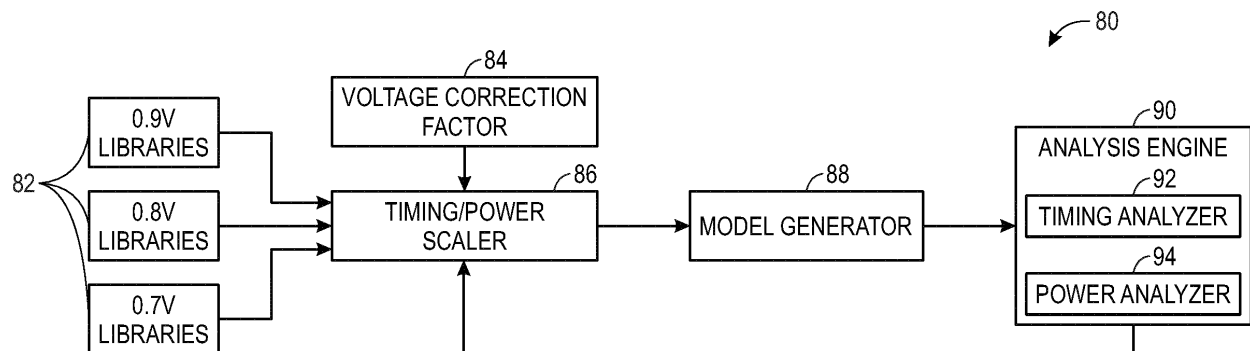 80
84
VOLTAGE CORRECTION
FACTOR
82
0.9V
LIBRARIES
0.8V
LIBRARIES
0.7V
LIBRARIES
86
TIMING/POWER
SCALER
88
MODEL GENERATOR
90
ANALYSIS ENGINE
92
TIMING ANALYZER
94
POWER ANALYZER